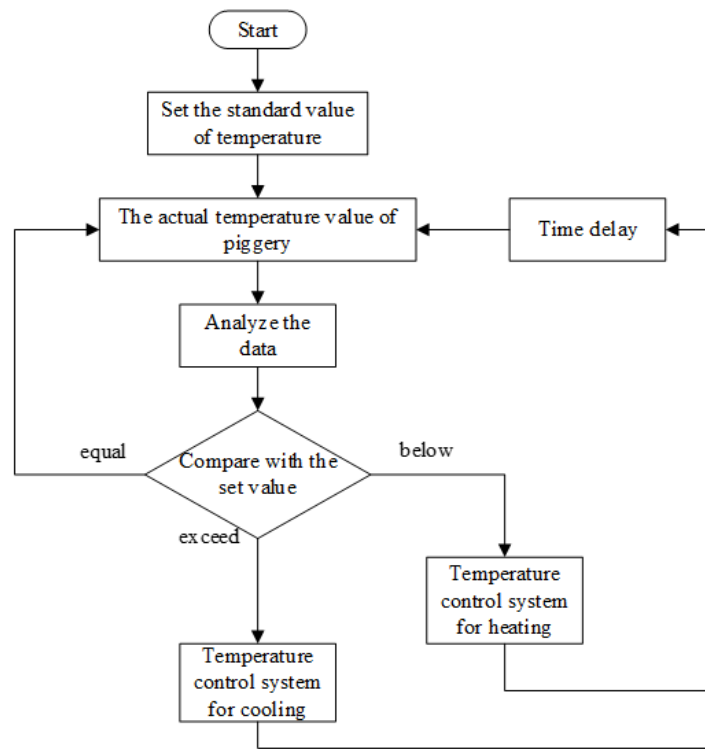 Start
Set the standard value
of temperature
The actual temperature value of
piggery
Time delay
Analyze the
data
equal
Compare with the
set value
below
exceed
Temperature
control system
for heating
Temperature
control system
for cooling